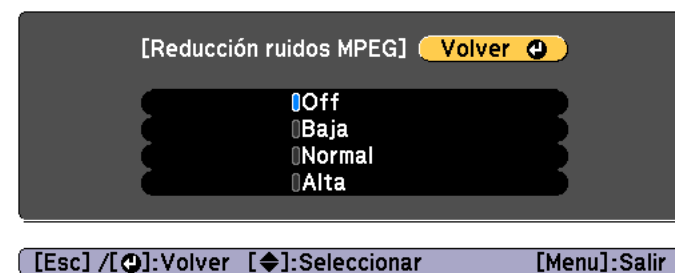 [Reducción ruidos MPEG] Volver
Off
Baja
Normal
Alta
[Esc] /[⏎]:Volver [◆]:Seleccionar [Menu]:Salir